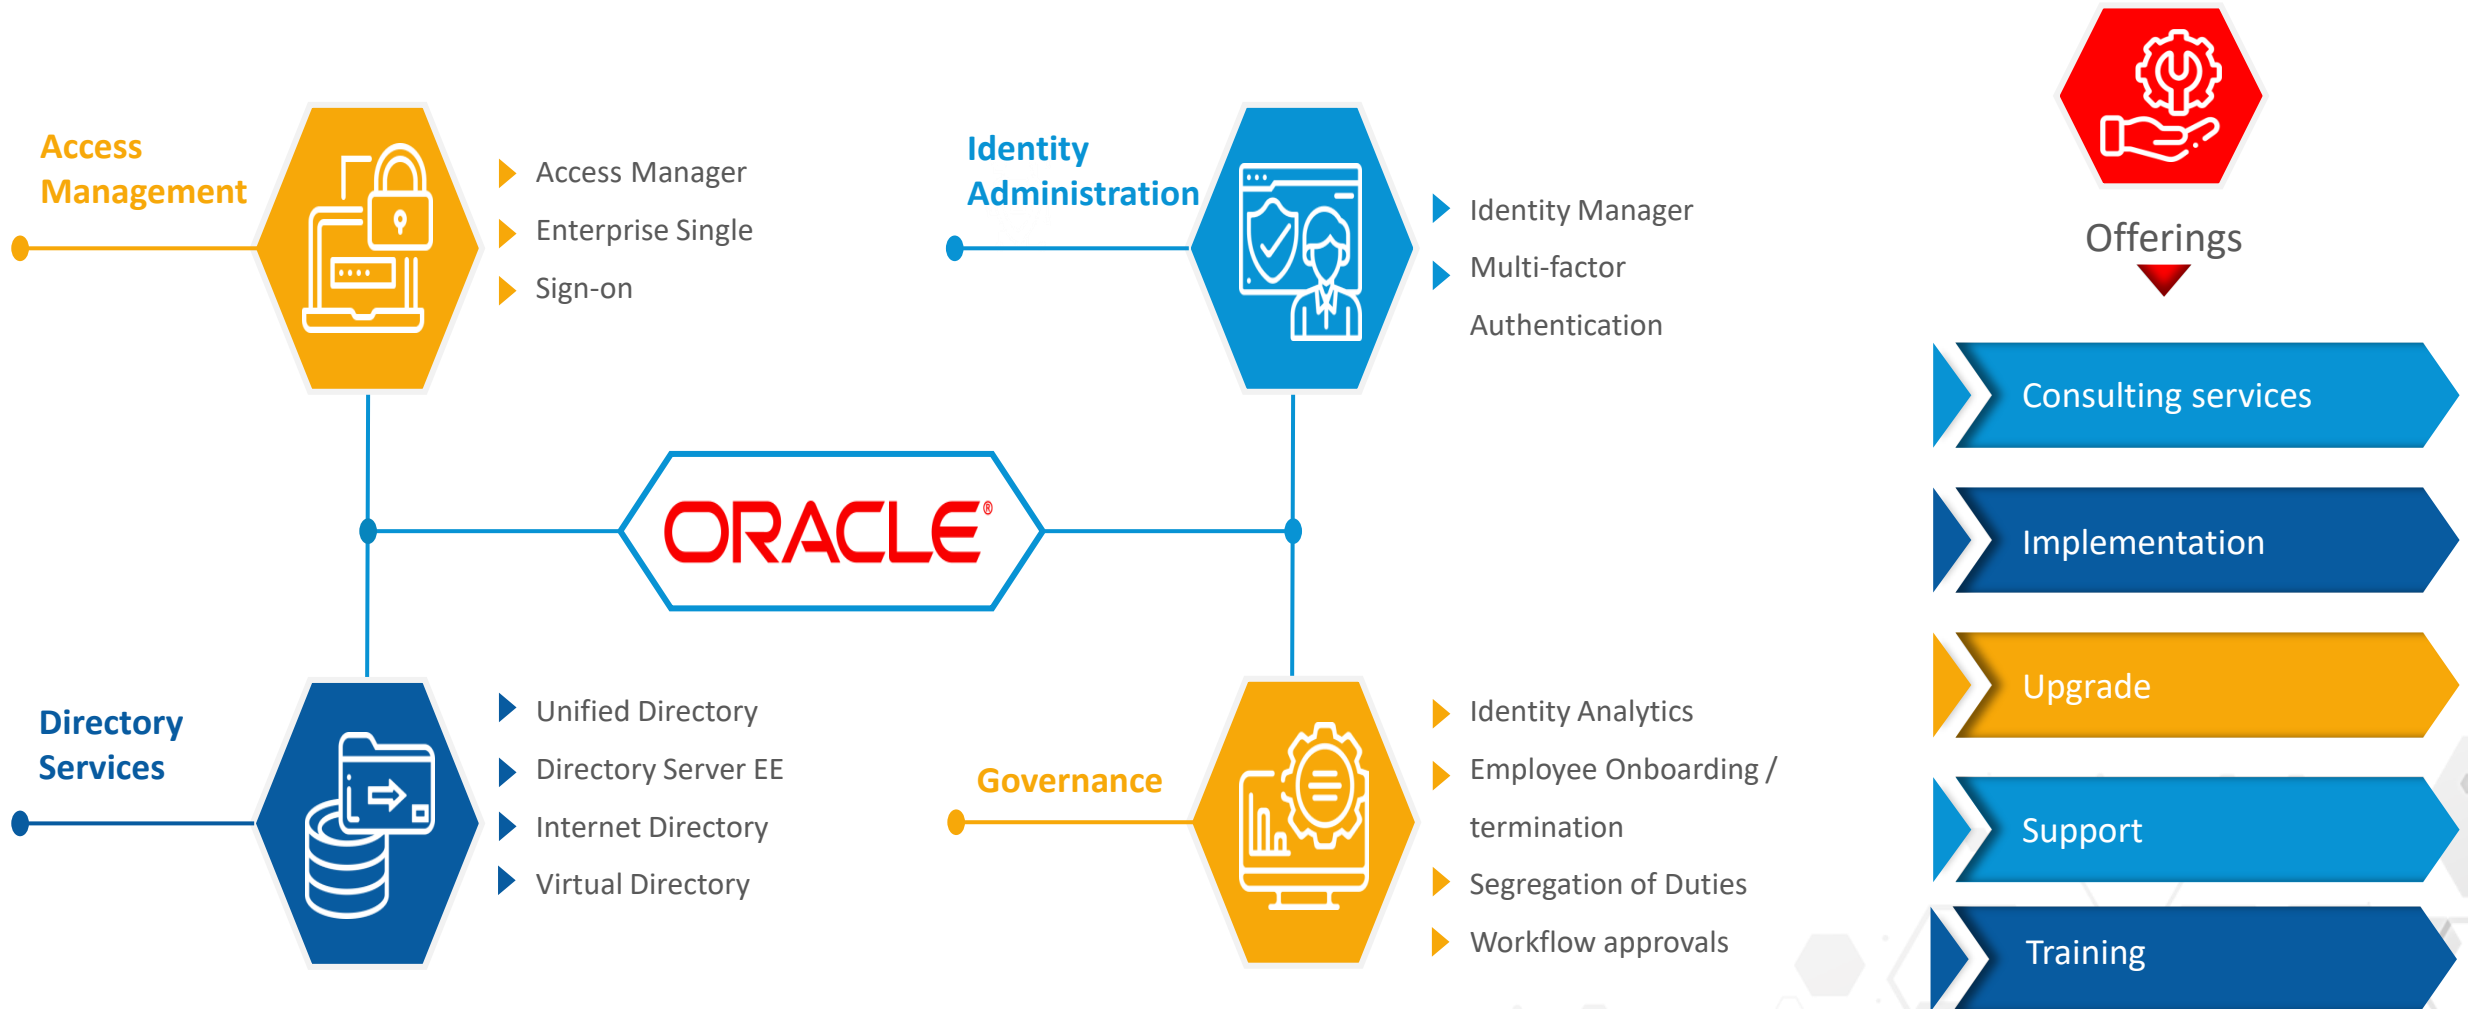 Access
Management
Access Manager
Enterprise Single
Sign-on
Identity
Administration
Identity Manager
Multi-factor
Authentication
ORACLE®
Directory
Services
Unified Directory
Directory Server EE
Internet Directory
Virtual Directory
Governance
Identity Analytics
Employee Onboarding /
termination
Segregation of Duties
Workflow approvals
Offerings
Consulting services
Implementation
Upgrade
Support
Training